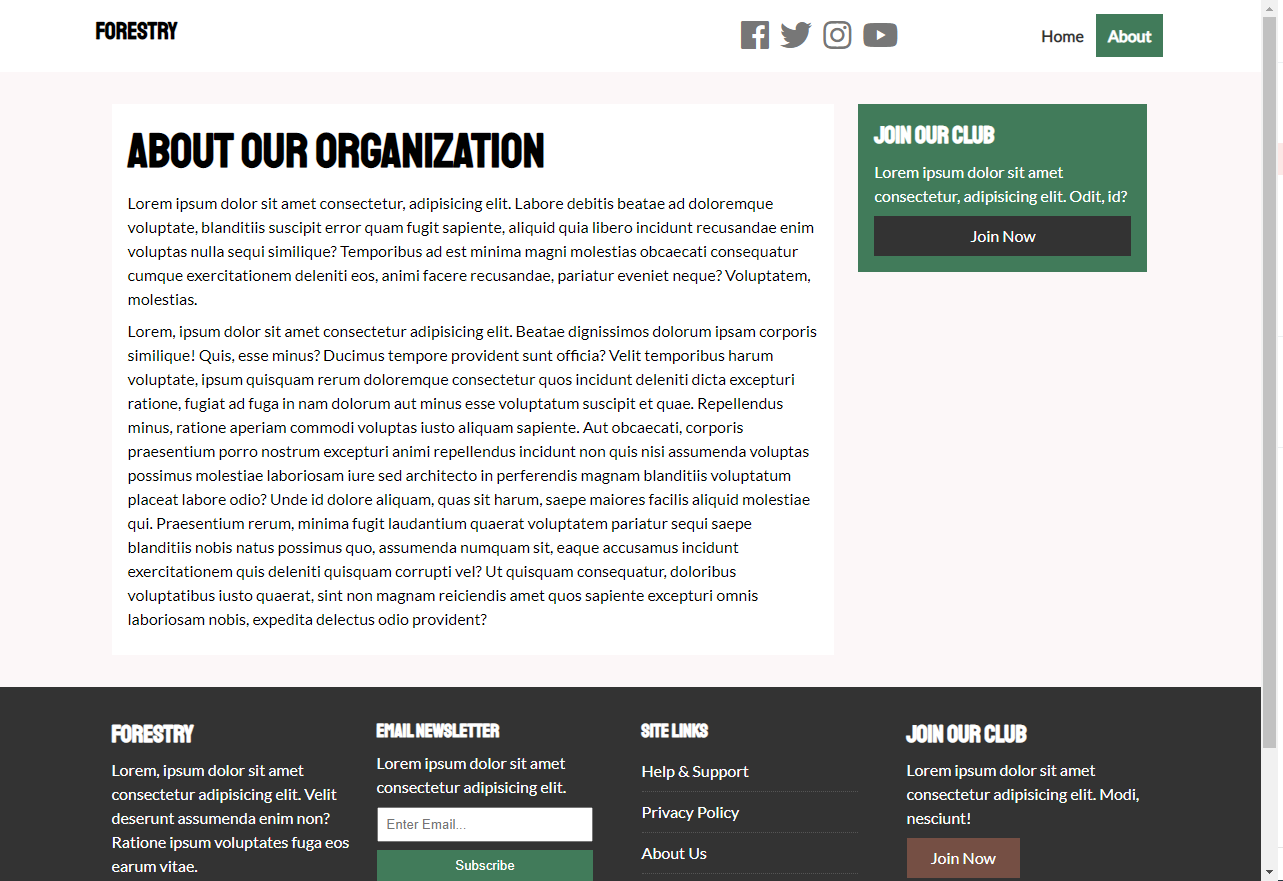 FORESTRY
Home
About
ABOUT OUR ORGANIZATION
Lorem ipsum dolor sit amet consectetur, adipisicing elit. Labore debitis beatae ad doloremque
voluptate, blanditiis suscipit error quam fugit sapiente, aliquid quia libero incidunt recusandae enim
voluptas nulla sequi similique? Temporibus ad est minima magni molestias obcaecati consequatur
cumque exercitationem deleniti eos, animi facere recusandae, pariatur eveniet neque? Voluptatem,
molestias.
Lorem, ipsum dolor sit amet consectetur adipisicing elit. Beatae dignissimos dolorum ipsam corporis
similique! Quis, esse minus? Ducimus tempore provident sunt officia? Velit temporibus harum
voluptate, ipsum quisquam rerum doloremque consectetur quos incidunt deleniti dicta excepturi
ratione, fugiat ad fuga in nam dolorum aut minus esse voluptatum suscipit et quae. Repellendus
minus, ratione aperiam commodi voluptas iusto aliquam sapiente. Aut obcaecati, corporis
praesentium porro nostrum excepturi animi repellendus incidunt non quis nisi assumenda voluptas
possimus molestiae laboriosam iure sed architecto in perferendis magnam blanditiis voluptatum
placeat labore odio? Unde id dolore aliquam, quas sit harum, saepe maiores facilis aliquid molestiae
qui. Praesentium rerum, minima fugit laudantium quaerat voluptatem pariatur sequi saepe
blanditiis nobis natus possimus quo, assumenda numquam sit, eaque accusamus incidunt
exercitationem quis deleniti quisquam corrupti vel? Ut quisquam consequatur, doloribus
voluptatibus iusto quaerat, sint non magnam reiciendis amet quos sapiente excepturi omnis
laboriosam nobis, expedita delectus odio provident?
JOIN OUR CLUB
Lorem ipsum dolor sit amet
consectetur, adipisicing elit. Odit, id?
Join Now
FORESTRY
Lorem, ipsum dolor sit amet
consectetur adipisicing elit. Velit
deserunt assumenda enim non?
Ratione ipsum voluptates fuga eos
earum vitae.
EMAIL NEWSLETTER
Lorem ipsum dolor sit amet
consectetur adipisicing elit.
Enter Email...
Subscribe
SITE LINKS
Help & Support
Privacy Policy
About Us
JOIN OUR CLUB
Lorem ipsum dolor sit amet
consectetur adipisicing elit. Modi,
nesciunt!
Join Now